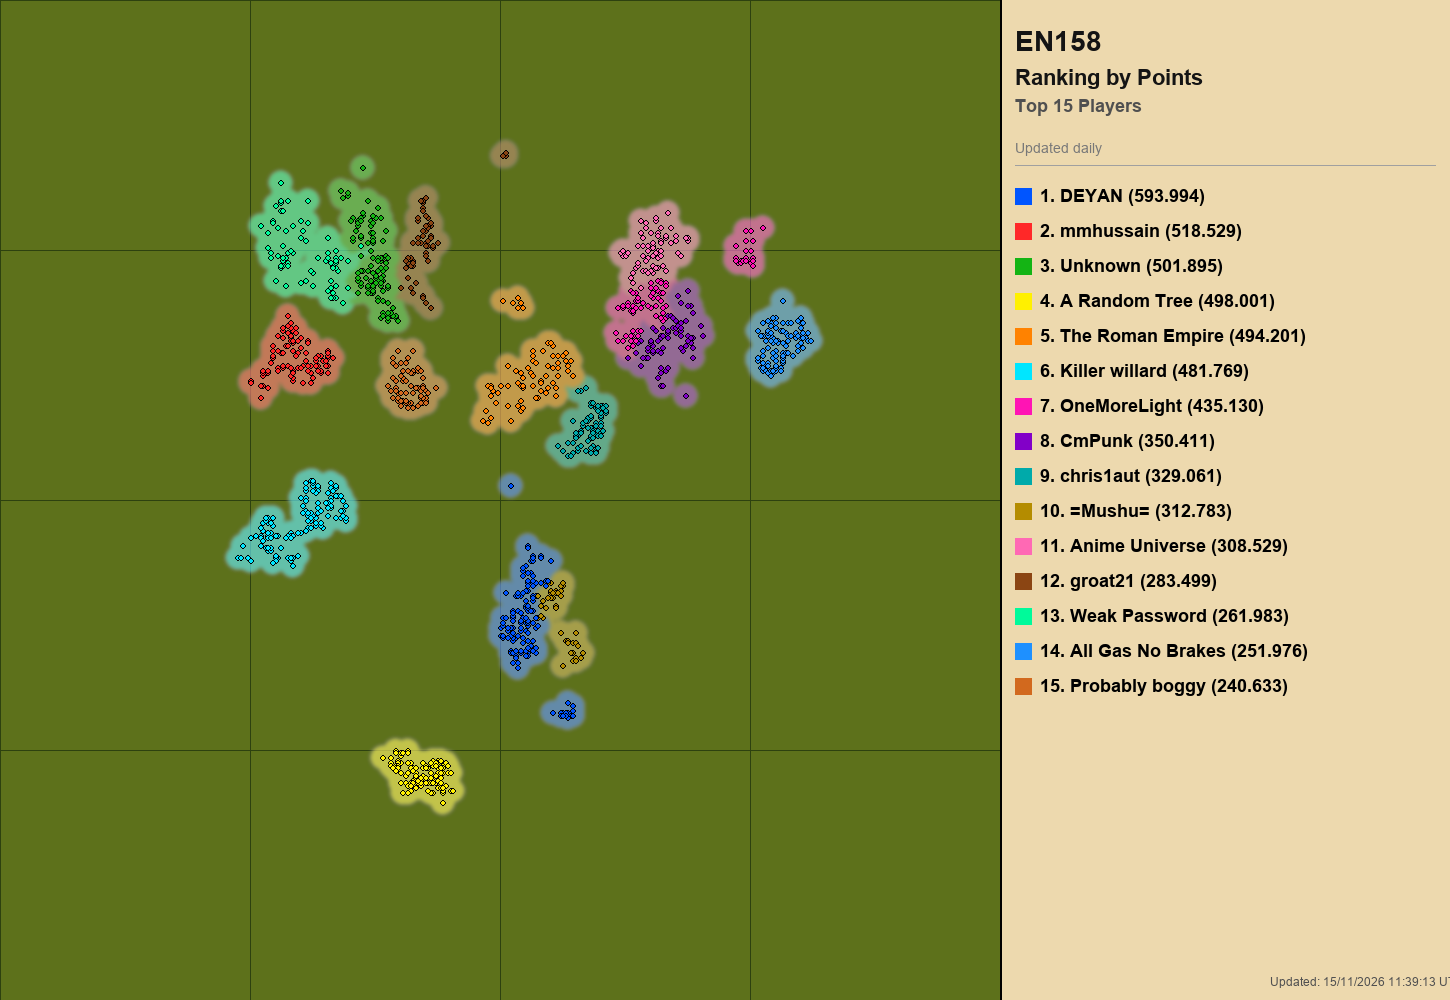 EN158
Ranking by Points
Top 15 Players
Updated daily
1. DEYAN (593.994)
2. mmhussain (518.529)
3. Unknown (501.895)
4. A Random Tree (498.001)
5. The Roman Empire (494.201)
6. Killer willard (481.769)
7. OneMoreLight (435.130)
8. CmPunk (350.411)
9. chris1aut (329.061)
10. =Mushu= (312.783)
11. Anime Universe (308.529)
12. groat21 (283.499)
13. Weak Password (261.983)
14. All Gas No Brakes (251.976)
15. Probably boggy (240.633)
Updated: 15/11/2026 11:39:13